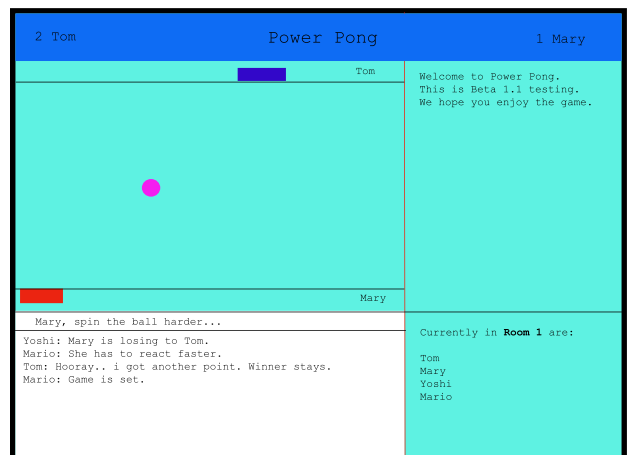 2 Tom
Power Pong
1 Mary
Tom
Mary
Mary, spin the ball harder...
Yoshi: Mary is losing to Tom.
Mario: She has to react faster.
Tom: Hooray.. i got another point. Winner stays.
Mario: Game is set.
Welcome to Power Pong.
This is Beta 1.1 testing.
We hope you enjoy the game.
Currently in Room 1 are:
Tom
Mary
Yoshi
Mario